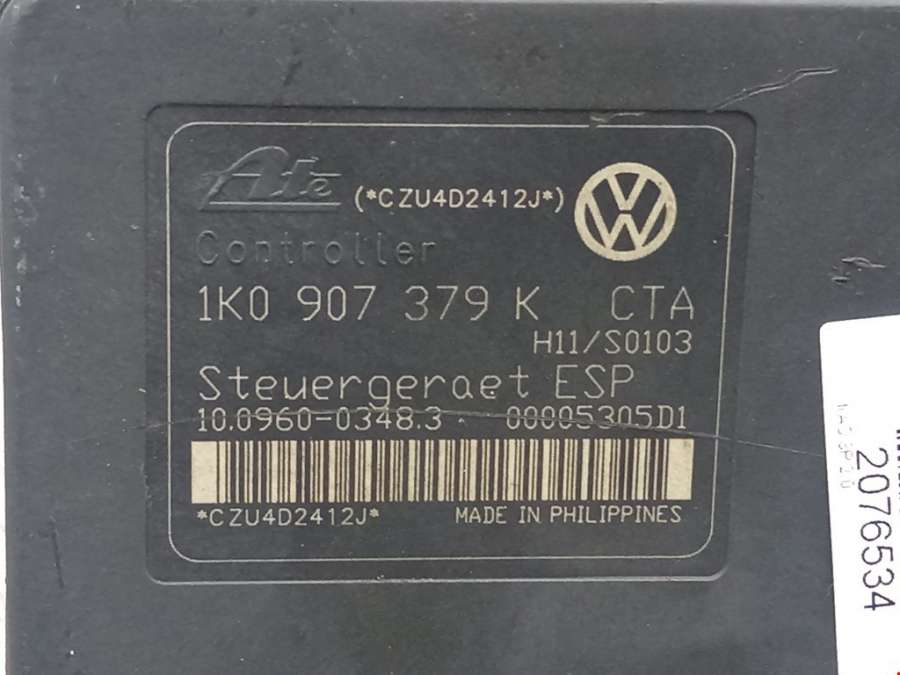 Ate (*CZU4D2412J*)
Controller
1K0 907 379 K CTA
H11/S0103
Steuergeraet ESP
10.0960-0348.3 00005305D1
*CZU4D2412J* MADE IN PHILIPPINES
2076534